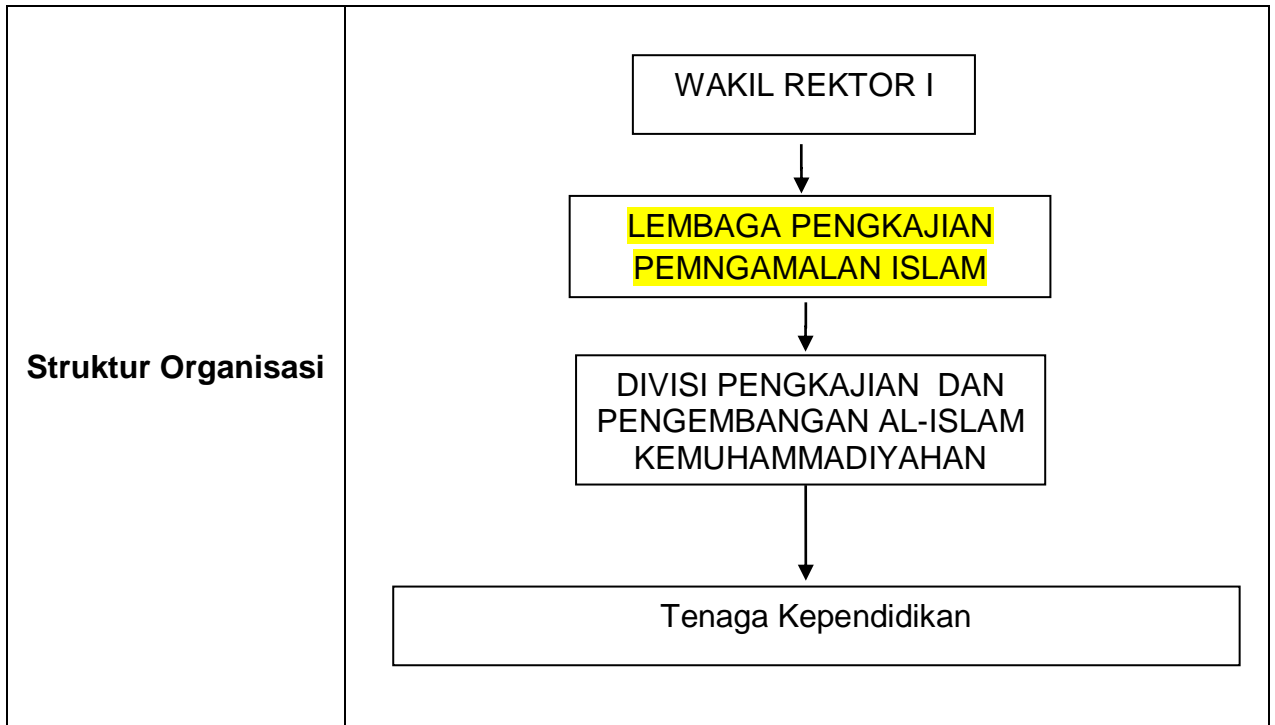 WAKIL REKTOR I
LEMBAGA PENGKAJIAN
PEMNGAMALAN ISLAM
Struktur Organisasi
DIVISI PENGKAJIAN DAN
PENGEMBANGAN AL-ISLAM
KEMUHAMMADIYAHAN
Tenaga Kependidikan